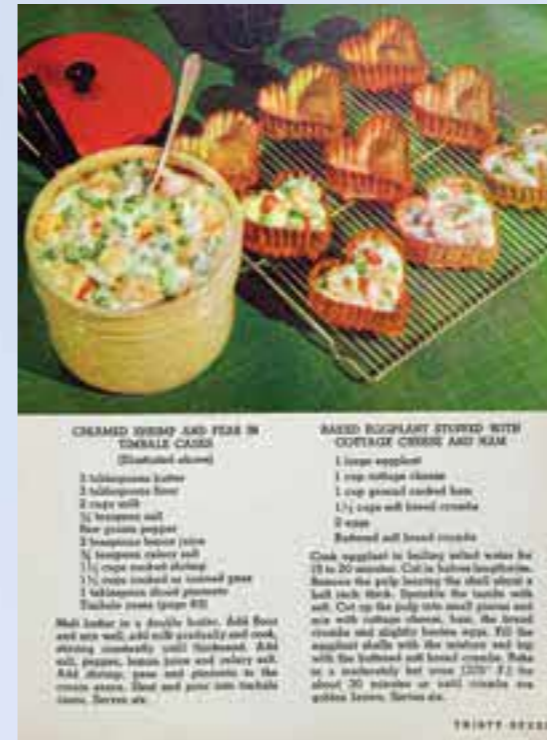 CREAMED SHRIMP AND PEAS IN
TIMBALE CASES
(Illustrated above)
3 tablespoons butter
3 tablespoons flour
2 cups milk
teaspoon salt
Few grains pepper
2 teaspoons lemon juice
teaspoon celery salt
1½ cups cooked shrimp
1½ cups cooked or canned peas
1 tablespoon diced pimiento
Timbale cases (page
Melt butter in a double boiler. Add flour
and mix well, add milk gradually and cook,
stirring constantly until thickened. Add
salt, pepper, lemon juice and celery salt.
Add shrimp, peas and pimiento to the
cream sauce. Heat and pour into timbale
cases. Serves six.
BAKED EGGPLANT STUFFED WITH
COTTAGE CHEESE AND HAM
1 large eggplant
1 cup cottage cheese
1 cup ground cooked ham
1½ cups soft bread crumbs
2 eggs
Buttered soft bread crumbs
Cook eggplant in boiling salted water for
15 to 20 minutes. Cut in halves lengthwise.
Remove the pulp leaving the shell about a
half inch thick. Sprinkle the inside with
salt. Cut up the pulp into small pieces and
mix with cottage cheese, ham, the bread
crumbs and slightly beaten eggs. Fill the
eggplant shells with the mixture and top
with the buttered soft bread crumbs. Bake
in a moderately hot oven (375° F.) for
about 30 minutes or until crumbs are
golden brown. Serves six.
THIRTY-SEVEN